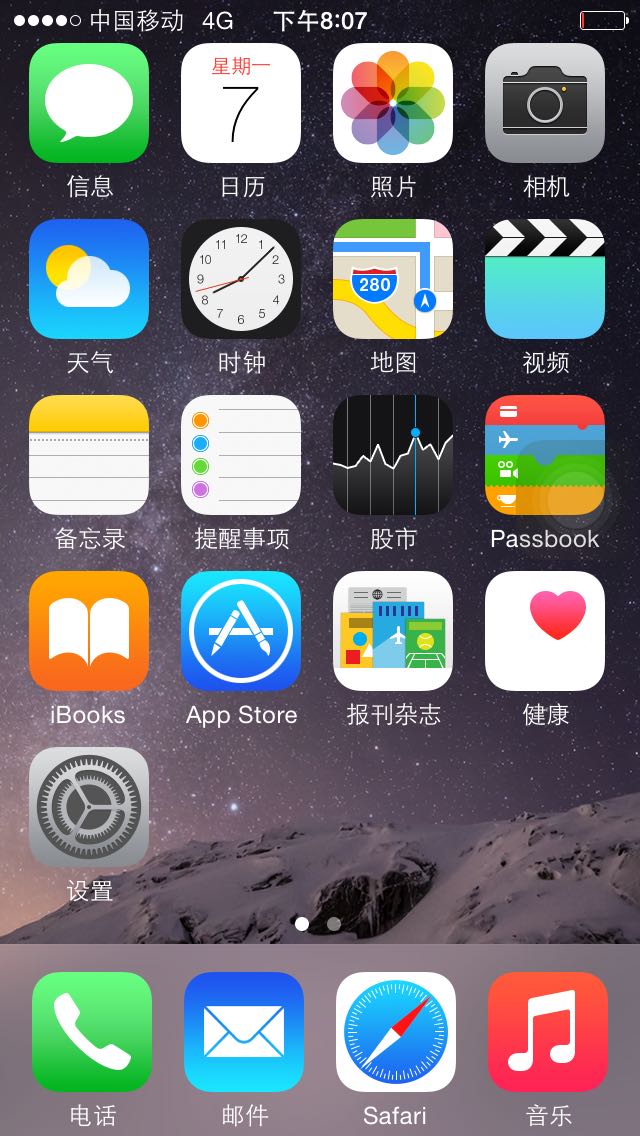 中国移动 4G 下午8:07
星期一
7
信息 日历 照片 相机
12
11 1
10 2
9 3
8 4
7 5
6
280
天气 时钟 地图 视频
备忘录 提醒事项 股市 Passbook
iBooks App Store 报刊杂志 健康
设置
电话 邮件 Safari 音乐